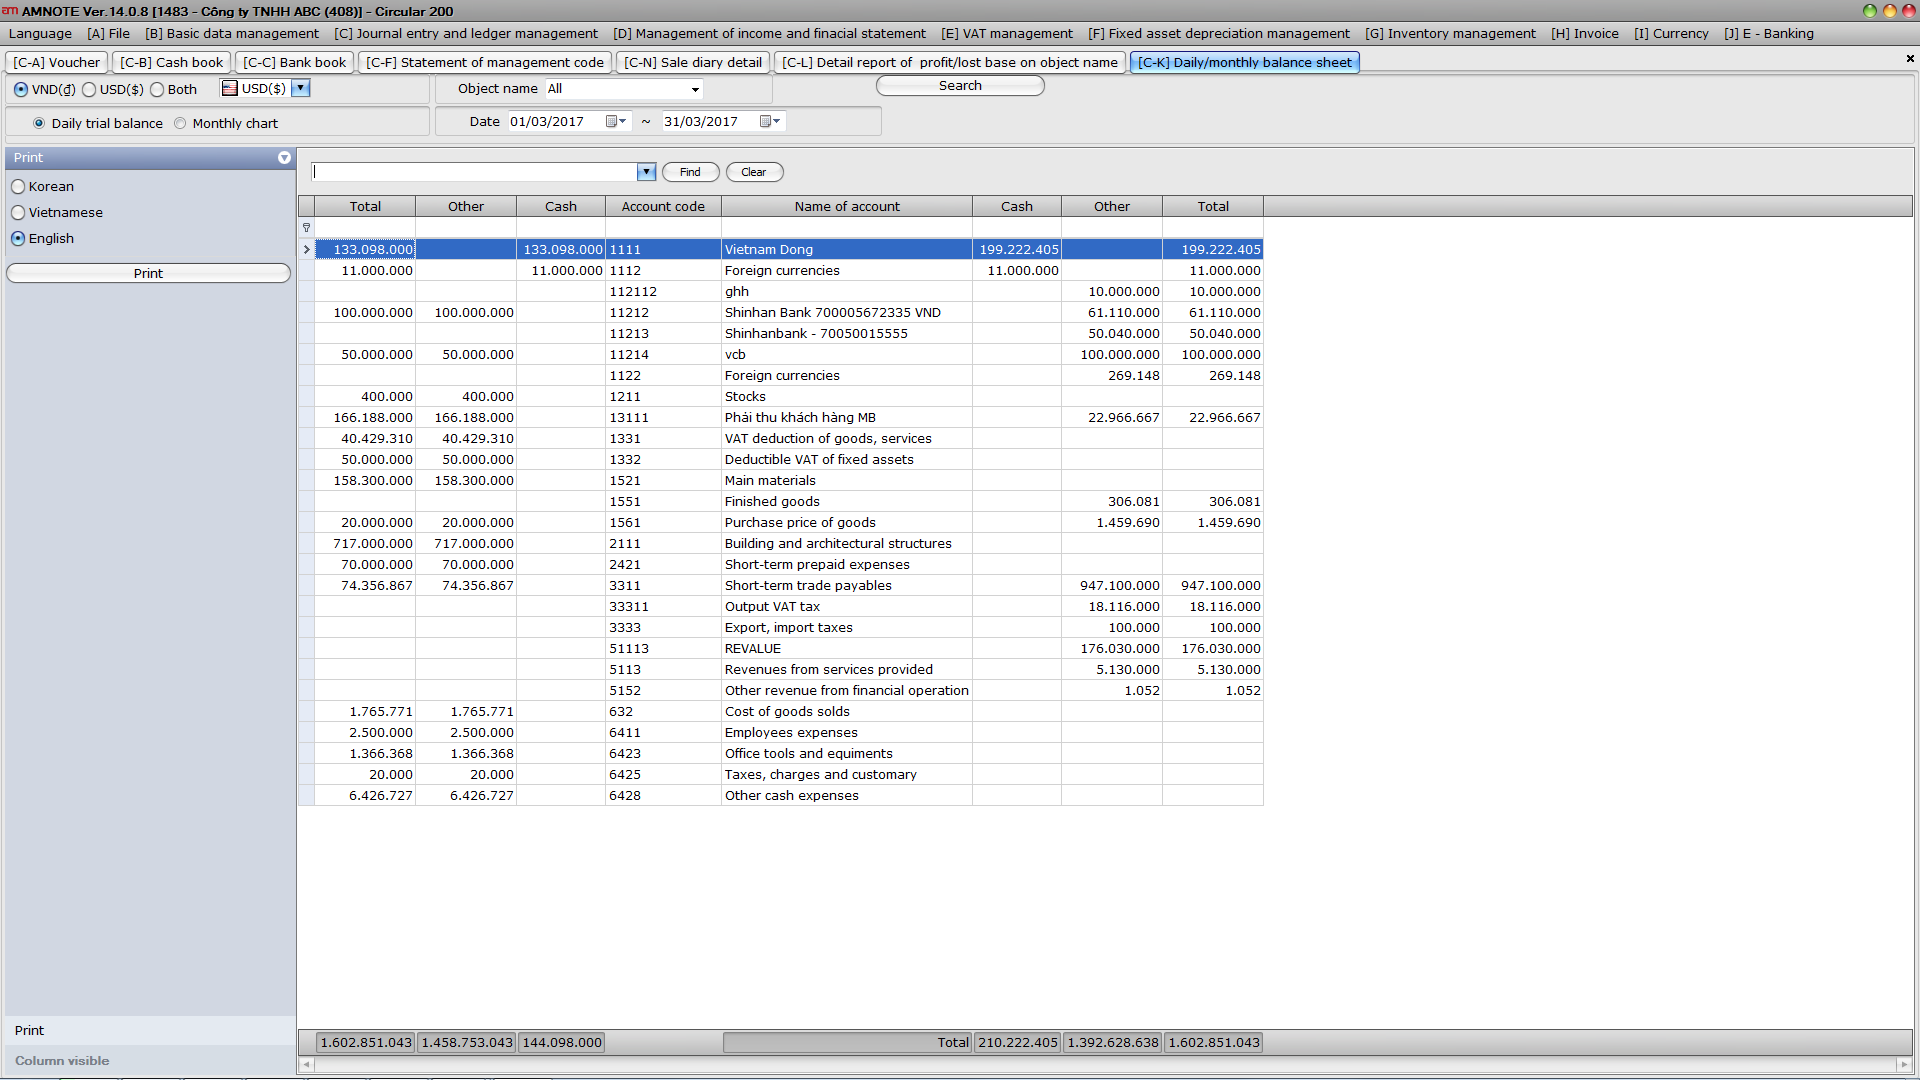 am AMNOTE Ver.14.0.8 [1483 - Công ty TNHH ABC (408)] - Circular 200
Language [A] File [B] Basic data management [C] Journal entry and ledger management [D] Management of income and finacial statement [E] VAT management [F] Fixed asset depreciation management [G] Inventory management [H] Invoice [I] Currency [J] E - Banking
[C-A] Voucher [C-B] Cash book [C-C] Bank book [C-F] Statement of management code [C-N] Sale diary detail [C-L] Detail report of profit/lost base on object name [C-K] Daily/monthly balance sheet
VND(₫) USD($) Both USD($) Object name All Search
Daily trial balance Monthly chart Date 01/03/2017 ~ 31/03/2017
Print
Korean
Vietnamese
English
Print
Find Clear
Total Other Cash Account code Name of account Cash Other Total
133.098.000 133.098.000 1111 Vietnam Dong 199.222.405 199.222.405
11.000.000 11.000.000 1112 Foreign currencies 11.000.000 11.000.000
112112 ghh 10.000.000 10.000.000
100.000.000 100.000.000 11212 Shinhan Bank 700005672335 VND 61.110.000 61.110.000
11213 Shinhanbank - 70050015555 50.040.000 50.040.000
50.000.000 50.000.000 11214 vcb 100.000.000 100.000.000
1122 Foreign currencies 269.148 269.148
400.000 400.000 1211 Stocks
166.188.000 166.188.000 13111 Phải thu khách hàng MB 22.966.667 22.966.667
40.429.310 40.429.310 1331 VAT deduction of goods, services
50.000.000 50.000.000 1332 Deductible VAT of fixed assets
158.300.000 158.300.000 1521 Main materials
1551 Finished goods 306.081 306.081
20.000.000 20.000.000 1561 Purchase price of goods 1.459.690 1.459.690
717.000.000 717.000.000 2111 Building and architectural structures
70.000.000 70.000.000 2421 Short-term prepaid expenses
74.356.867 74.356.867 3311 Short-term trade payables 947.100.000 947.100.000
33311 Output VAT tax 18.116.000 18.116.000
3333 Export, import taxes 100.000 100.000
51113 REVALUE 176.030.000 176.030.000
5113 Revenues from services provided 5.130.000 5.130.000
5152 Other revenue from financial operation 1.052 1.052
1.765.771 1.765.771 632 Cost of goods solds
2.500.000 2.500.000 6411 Employees expenses
1.366.368 1.366.368 6423 Office tools and equiments
20.000 20.000 6425 Taxes, charges and customary
6.426.727 6.426.727 6428 Other cash expenses
Print
Column visible
1.602.851.043 1.458.753.043 144.098.000 Total 210.222.405 1.392.628.638 1.602.851.043